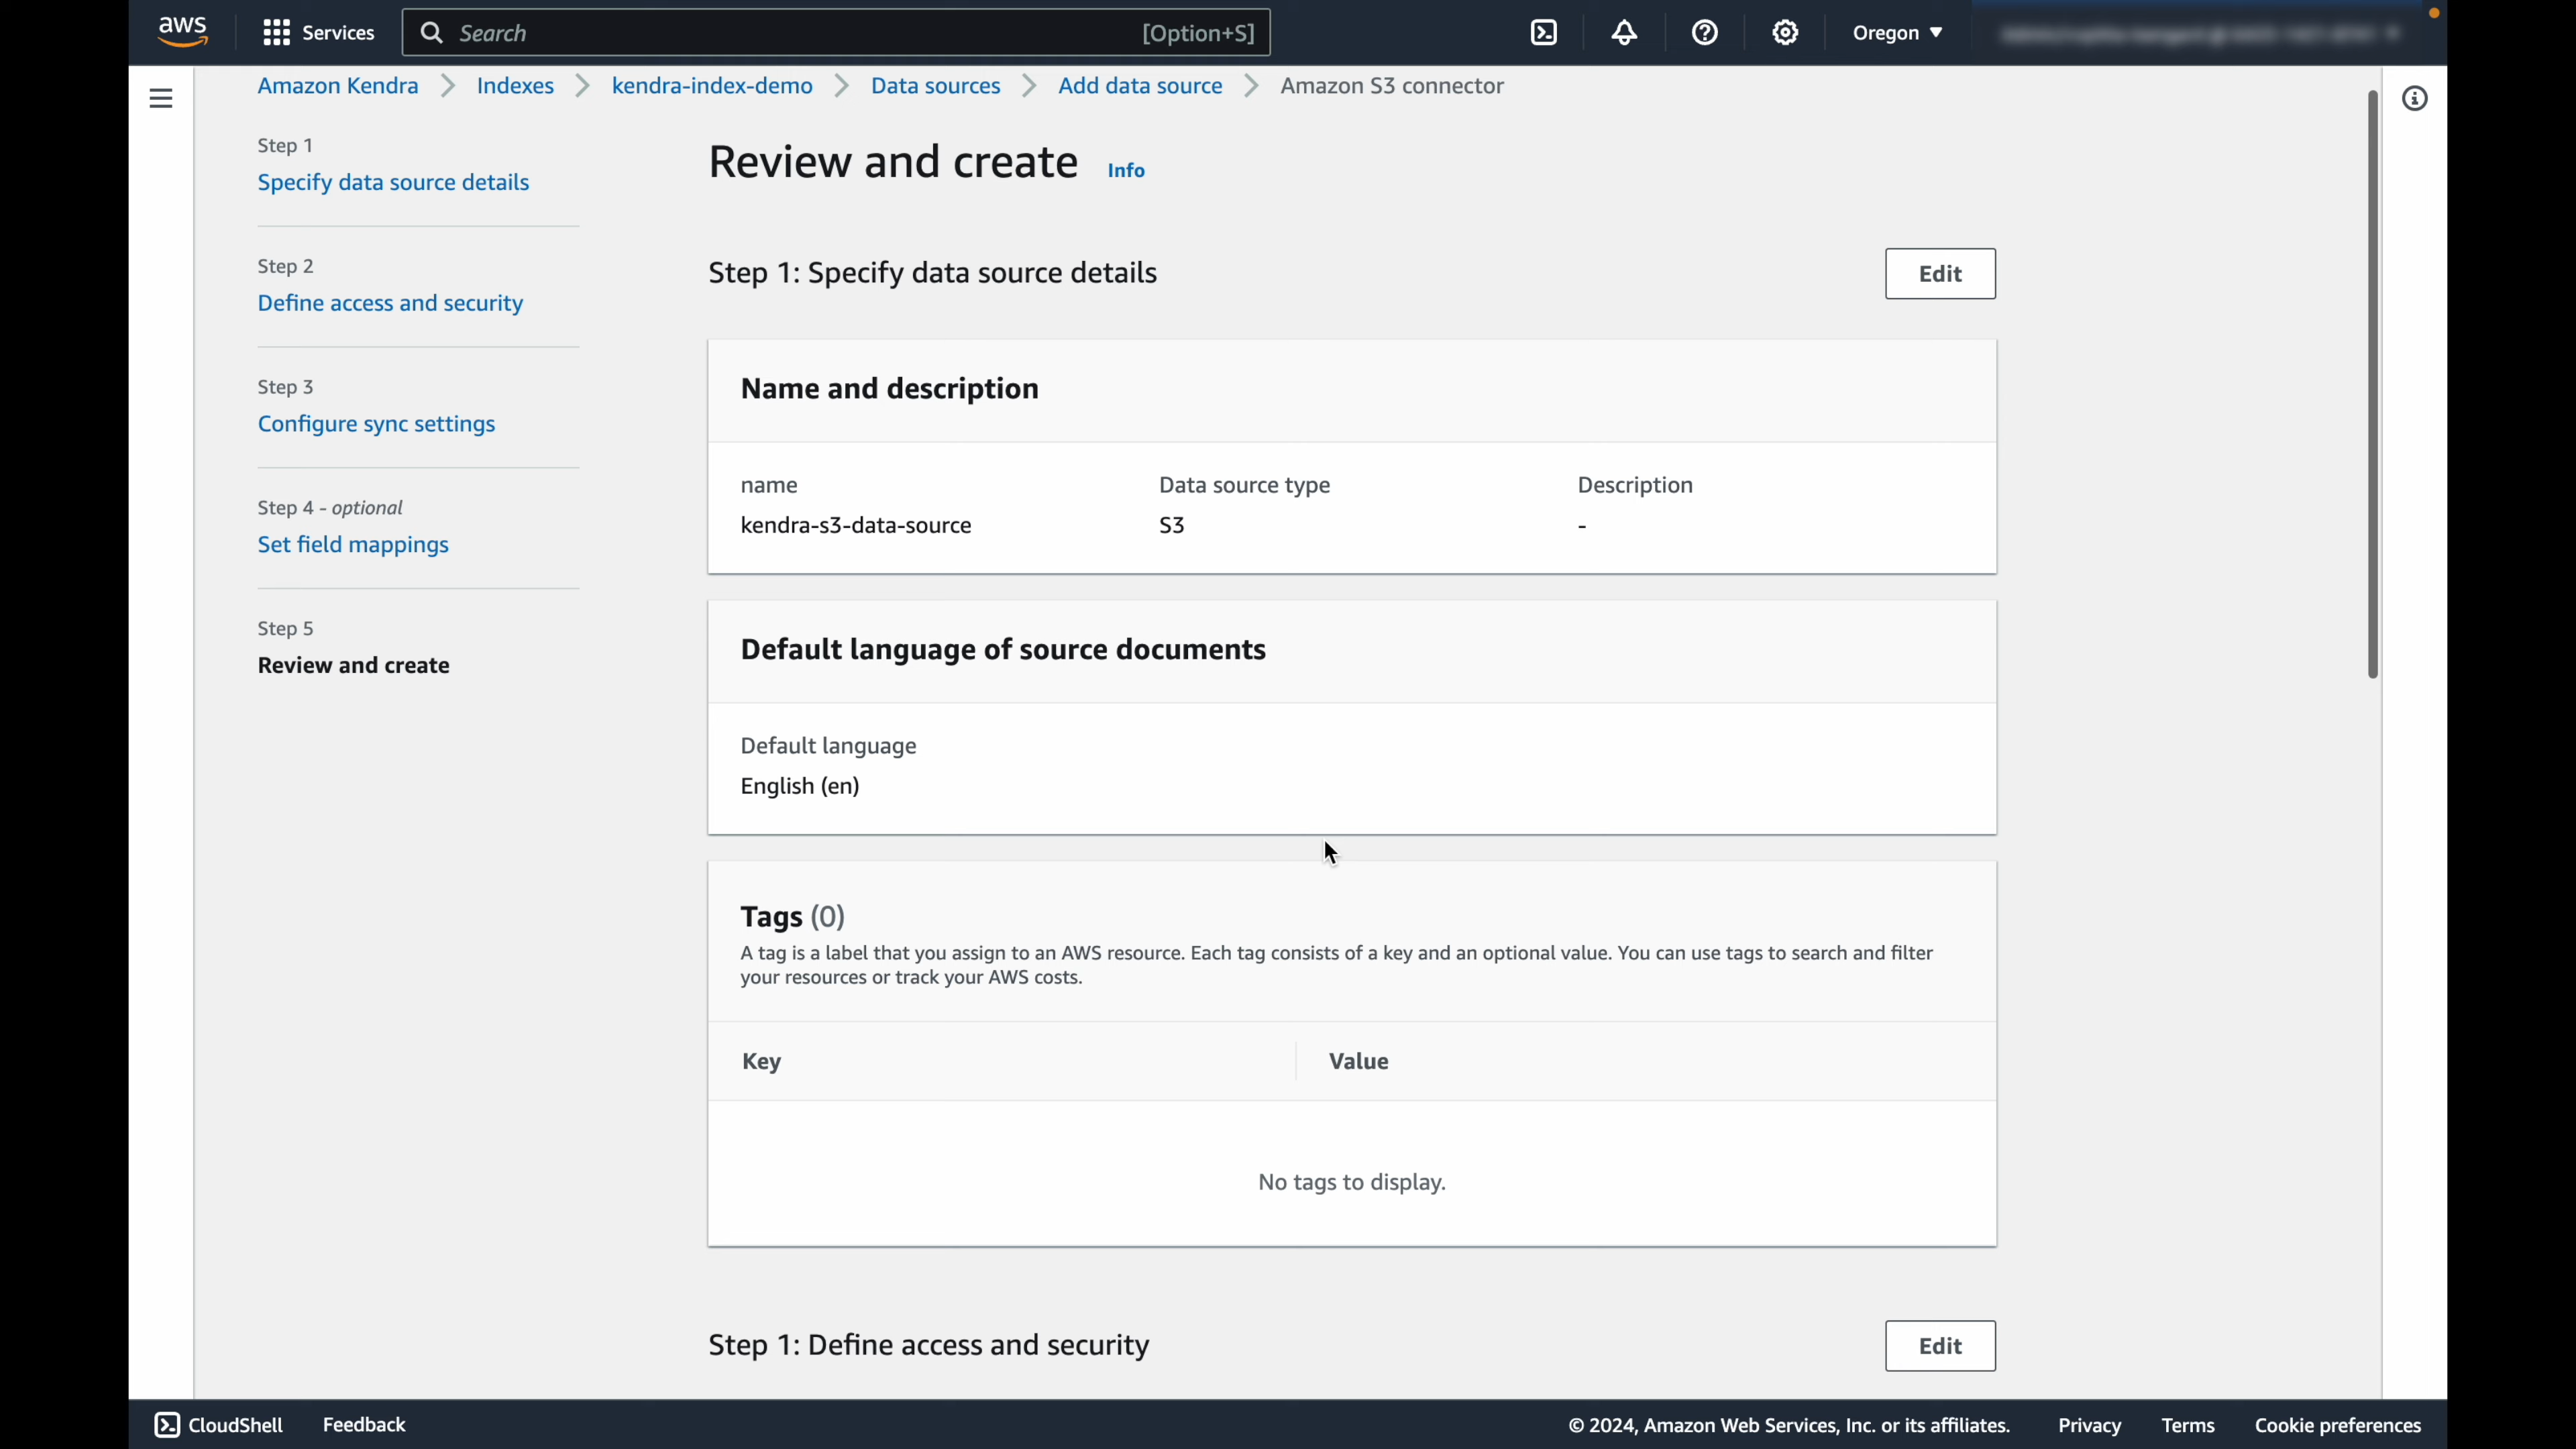 aws
Services
Search
[Option+S]
Oregon
Amazon Kendra
Indexes
kendra-index-demo
Data sources
Add data source
Amazon S3 connector
Step 1
Specify data source details
Step 2
Define access and security
Step 3
Configure sync settings
Step 4 - optional
Set field mappings
Step 5
Review and create
Review and create
Info
Step 1: Specify data source details
Edit
Name and description
name
Data source type
Description
kendra-s3-data-source
S3
-
Default language of source documents
Default language
English (en)
Tags (0)
A tag is a label that you assign to an AWS resource. Each tag consists of a key and an optional value. You can use tags to search and filter
your resources or track your AWS costs.
Key
Value
No tags to display.
Step 1: Define access and security
Edit
CloudShell
Feedback
© 2024, Amazon Web Services, Inc. or its affiliates.
Privacy
Terms
Cookie preferences